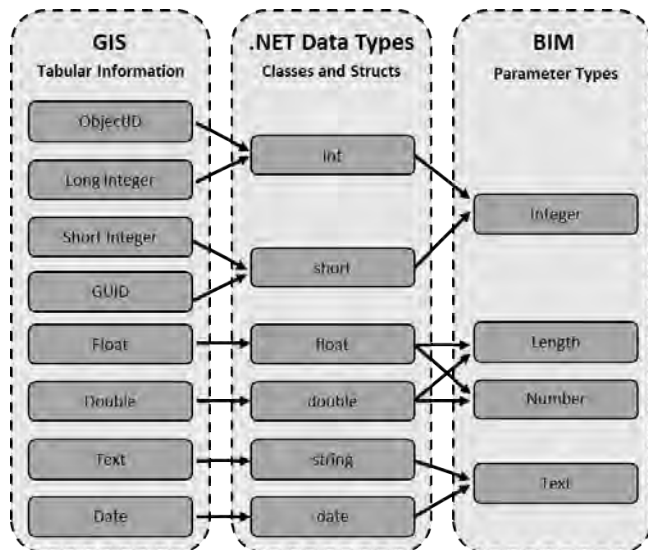 GIS
Tabular Information
ObjectID
Long Integer
Short Integer
GUID
Float
Double
Text
Date
.NET Data Types
Classes and Structs
int
short
float
double
string
date
BIM
Parameter Types
Integer
Length
Number
Text